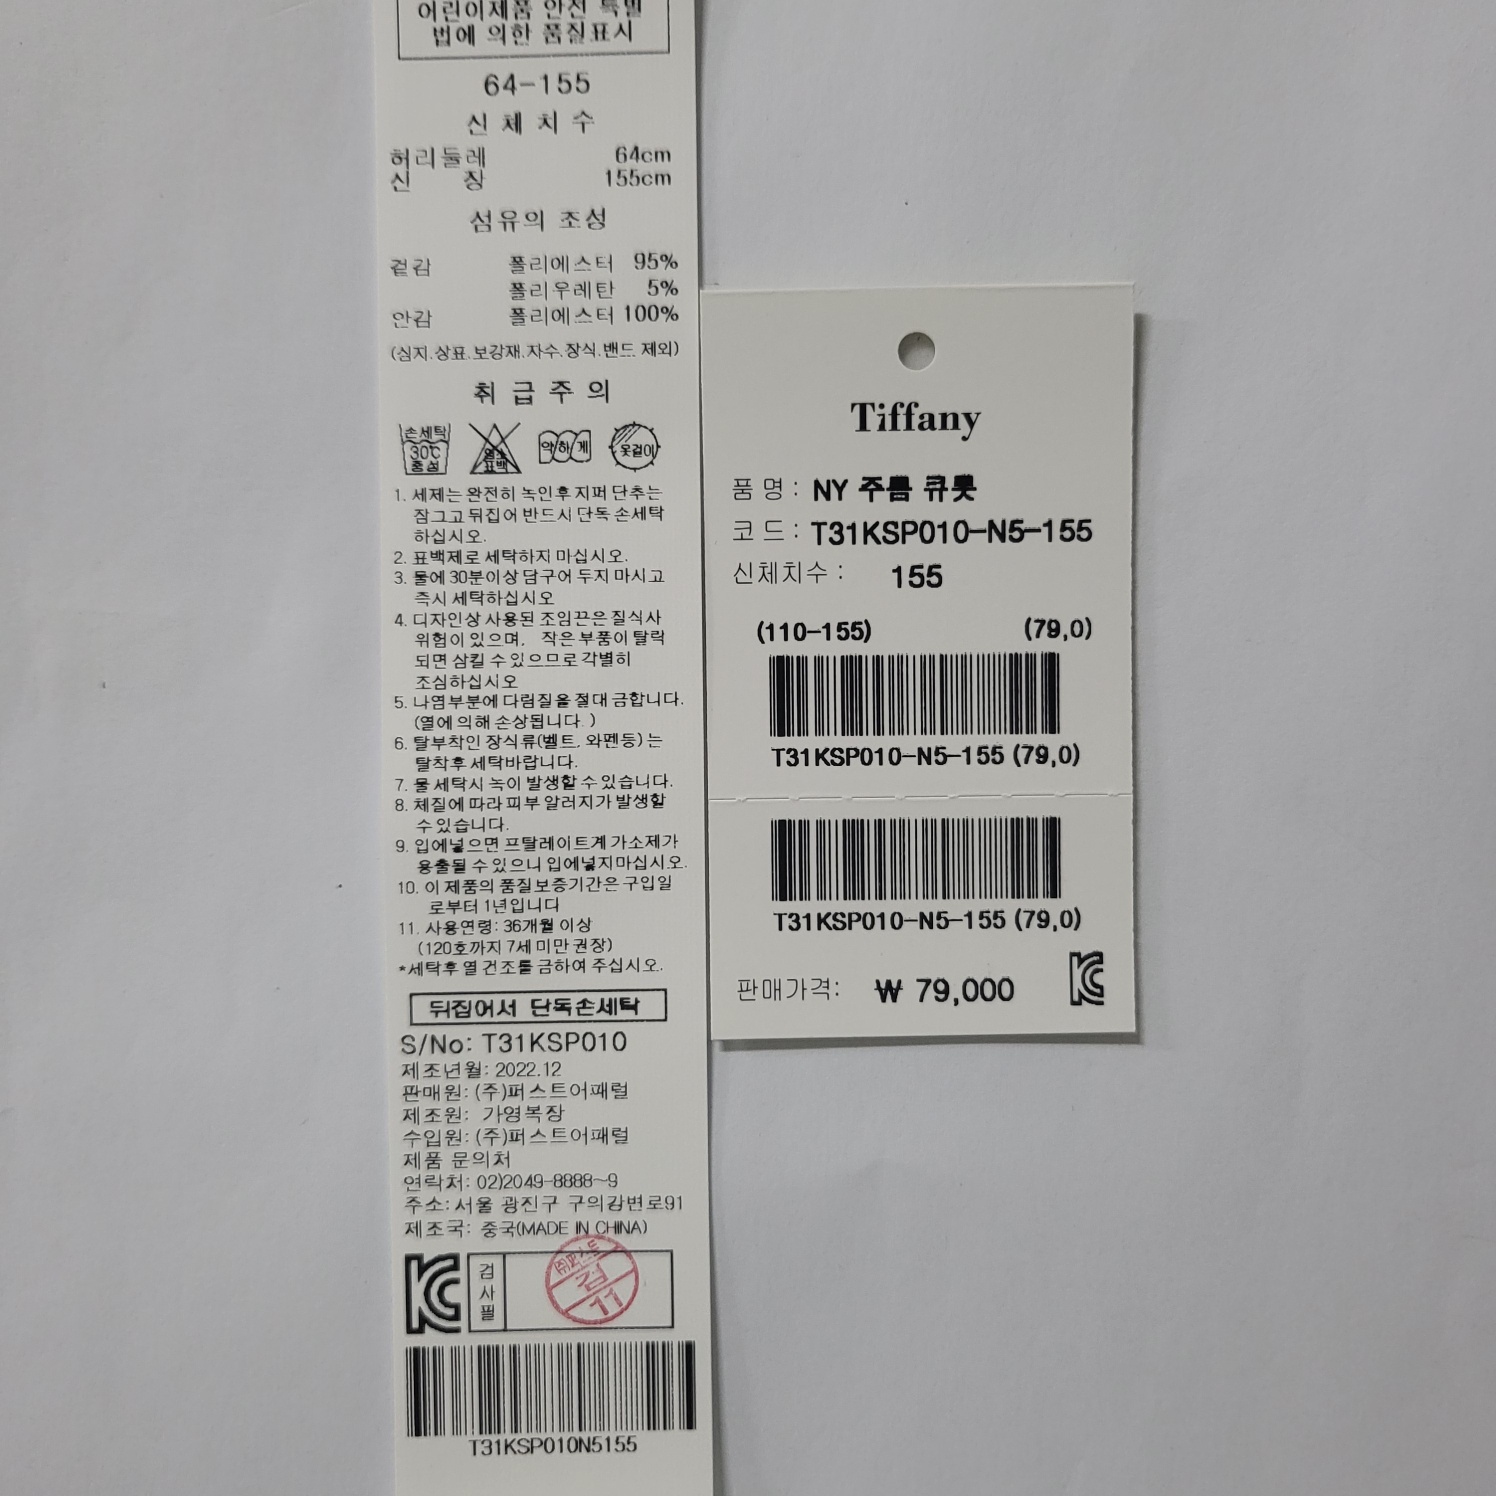 어린이제품 안전 특별
법에 의한 품질표시
64-155
신체치수
허리둘레 64cm
신 장 155cm
섬유의 조성
겉감 폴리에스터 95%
폴리우레탄 5%
안감 폴리에스터 100%
(심지.상표.보강재.자수.장식.밴드 제외)
취급주의
손세탁 30℃ 중성 염소 표백 약하게 옷걸이
1. 세제는 완전히 녹인후 지퍼 단추는
잠그고 뒤집어 반드시 단독 손세탁
하십시오.
2. 표백제로 세탁하지 마십시오.
3. 물에 30분이상 담구어 두지 마시고
즉시 세탁하십시오
4. 디자인상 사용된 조임끈은 질식사
위험이 있으며, 작은 부품이 탈락
되면 삼킬 수 있으므로 각별히
조심하십시오
5. 나염부분에 다림질을 절대 금합니다.
(열에 의해 손상됩니다.)
6. 탈부착인 장식류(벨트, 와펜등)는
탈착후 세탁바랍니다.
7. 물 세탁시 녹이 발생할 수 있습니다.
8. 체질에 따라 피부 알러지가 발생할
수 있습니다.
9. 입에넣으면 프탈레이트계 가소제가
용출될 수 있으니 입에넣지마십시오.
10. 이 제품의 품질보증기간은 구입일
로부터 1년입니다
11. 사용연령: 36개월 이상
(120호까지 7세 미만 권장)
*세탁후 열 건조를 금하여 주십시오.
뒤집어서 단독손세탁
S/No: T31KSP010
제조년월: 2022.12
판매원: (주)퍼스트어패럴
제조원: 가영복장
수입원: (주)퍼스트어패럴
제품 문의처
연락처: 02)2049-8888~9
주소: 서울 광진구 구의강변로91
제조국: 중국(MADE IN CHINA)
KC 검사필 (주)퍼스트 검 11
T31KSP010N5155
Tiffany
품 명 : NY 주름 큐롯
코 드 : T31KSP010-N5-155
신체치수 : 155
(110-155) (79,0)
T31KSP010-N5-155 (79,0)
T31KSP010-N5-155 (79,0)
판매가격: ₩ 79,000 KC